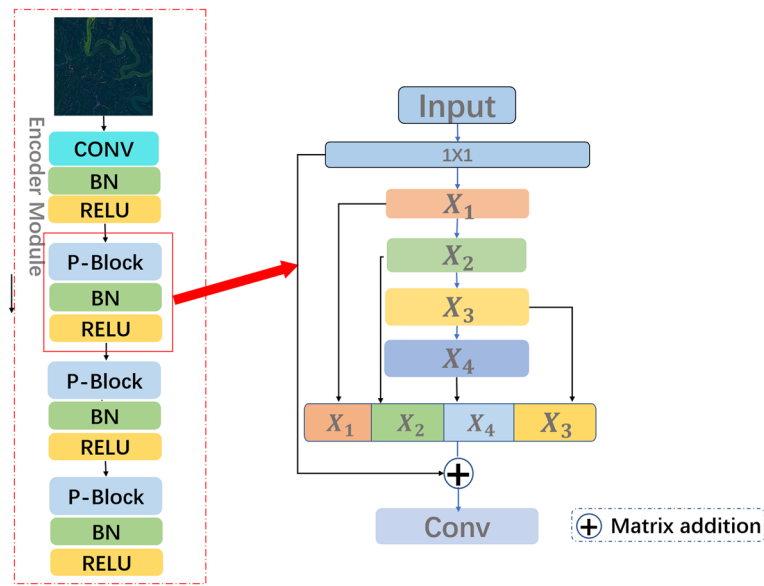 Encoder Module
CONV
BN
RELU
P-Block
BN
RELU
P-Block
BN
RELU
P-Block
BN
RELU
Input
1X1
X₁
X₂
X₃
X₄
X₁ X₂ X₄ X₃
+
Conv
+ Matrix addition